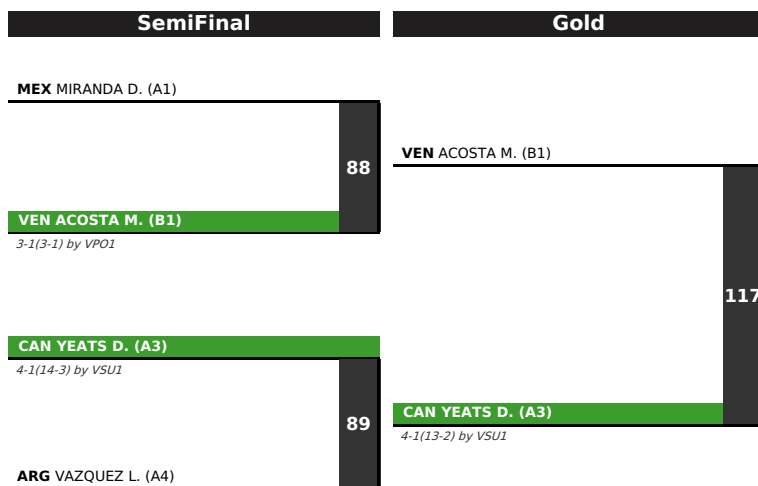 SemiFinal
Gold
MEX MIRANDA D. (A1)
88
VEN ACOSTA M. (B1)
3-1(3-1) by VPO1
CAN YEATS D. (A3)
4-1(14-3) by VSU1
89
ARG VAZQUEZ L. (A4)
VEN ACOSTA M. (B1)
117
CAN YEATS D. (A3)
4-1(13-2) by VSU1